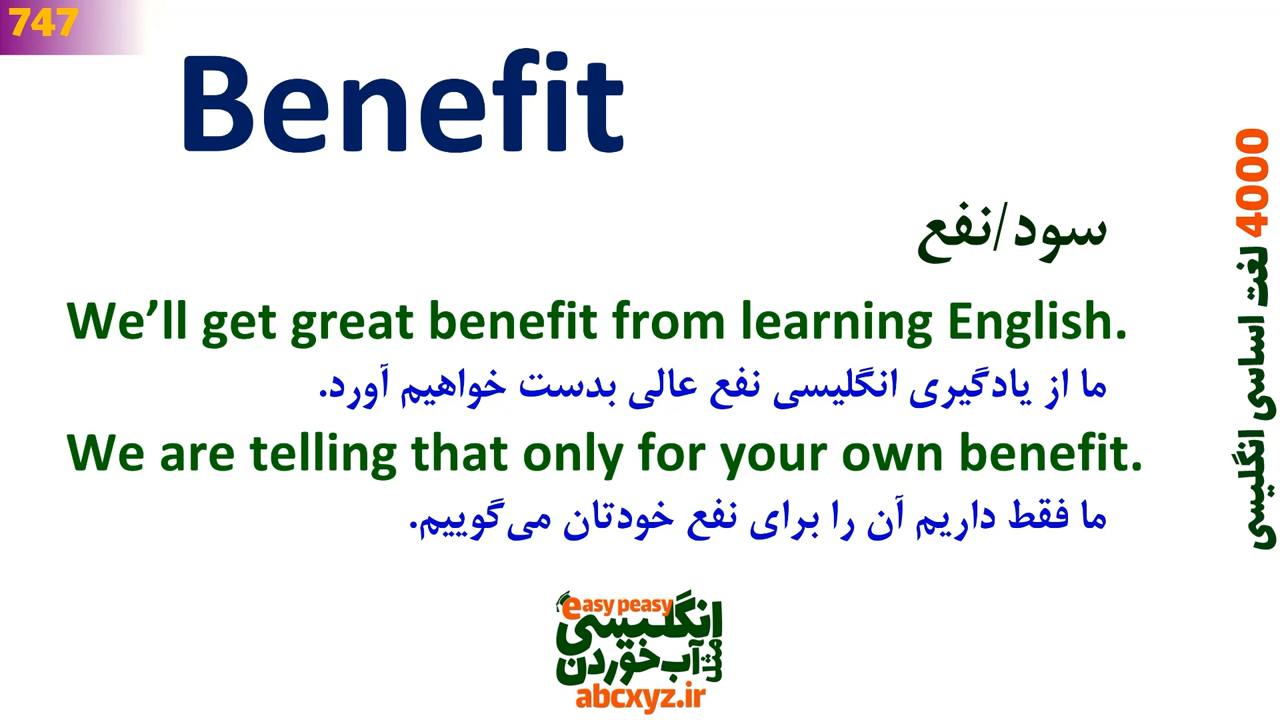 747
Benefit
سود/نفع
We’ll get great benefit from learning English.
ما از یادگیری انگلیسی نفع عالی بدست خواهیم آورد.
We are telling that only for your own benefit.
ما فقط داریم آن را برای نفع خودتان می‌گوییم.
4000 لغت اساسی انگلیسی
easy peasy
انگلیسی
مثل آب خوردن
abcxyz.ir